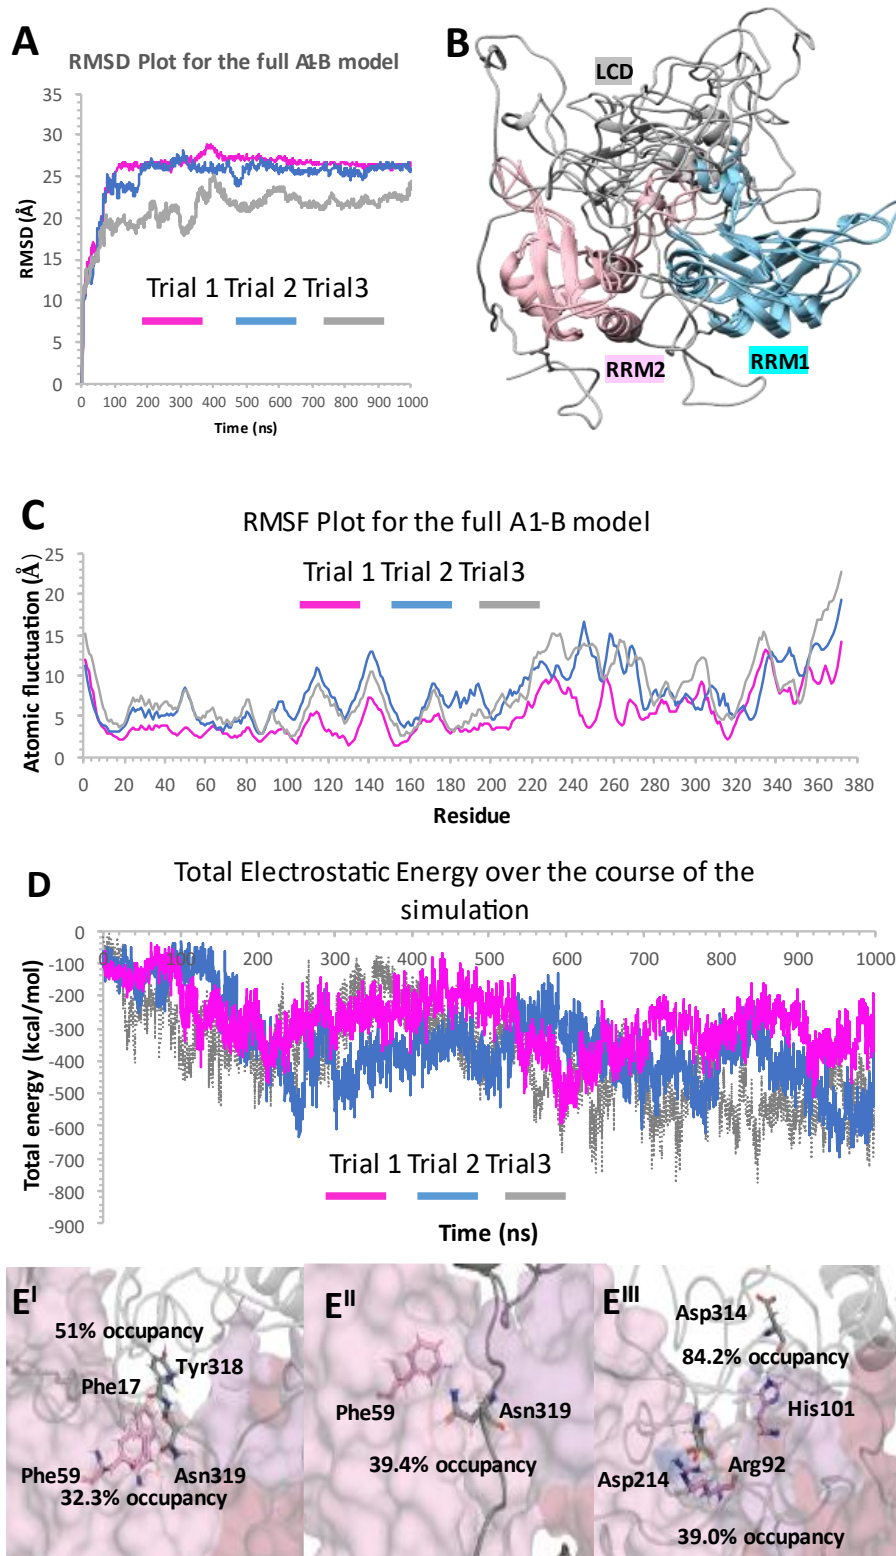 A
RMSD Plot for the full A1-B model
35
30
25
20
15
10
5
0
RMSD (Å)
Trial 1 Trial 2 Trial3
0 100 200 300 400 500 600 700 800 900 1000
Time (ns)
B
LCD
RRM2
RRM1
C
RMSF Plot for the full A1-B model
25
20
15
10
5
0
Atomic fluctuation (Å)
Trial 1 Trial 2 Trial3
0 20 40 60 80 100 120 140 160 180 200 220 240 260 280 300 320 340 360 380
Residue
D
Total Electrostatic Energy over the course of the
simulation
0
-100
-200
-300
-400
-500
-600
-700
-800
-900
Total energy (kcal/mol)
0 100 200 300 400 500 600 700 800 900 1000
Trial 1 Trial 2 Trial3
Time (ns)
E^I
51% occupancy
Tyr318
Phe17
Phe59
Asn319
32.3% occupancy
E^II
Phe59
Asn319
39.4% occupancy
E^III
Asp314
84.2% occupancy
His101
Arg92
Asp214
39.0% occupancy